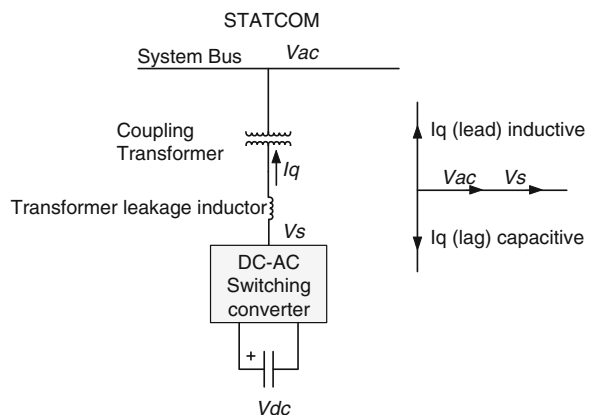 STATCOM
System Bus
Vac
Coupling
Transformer
Iq
Transformer leakage inductor
Vs
DC-AC
Switching
converter
+
Vdc
Iq (lead) inductive
Vac
Vs
Iq (lag) capacitive